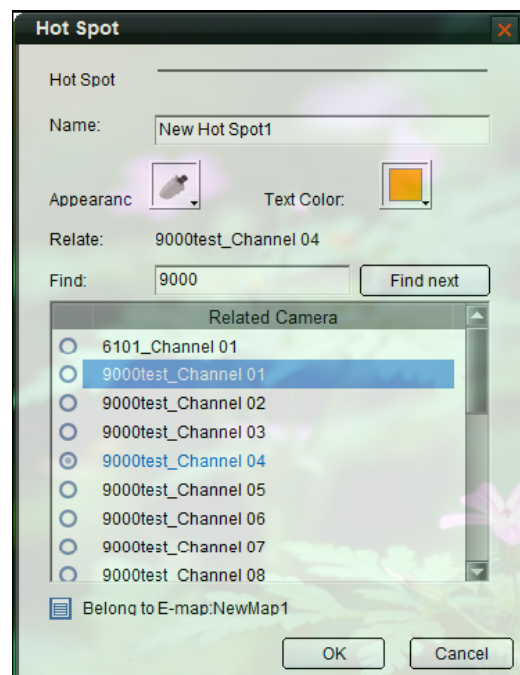 Hot Spot
Hot Spot
Name: New Hot Spot1
Appearanc Text Color:
Relate: 9000test_Channel 04
Find: 9000 Find next
Related Camera
6101_Channel 01
9000test_Channel 01
9000test_Channel 02
9000test_Channel 03
9000test_Channel 04
9000test_Channel 05
9000test_Channel 06
9000test_Channel 07
9000test_Channel 08
Belong to E-map:NewMap1
OK Cancel